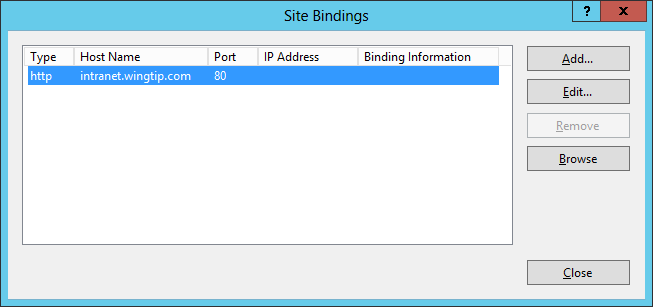 Site Bindings
? x
Type Host Name Port IP Address Binding Information
http intranet.wingtip.com 80
Add...
Edit...
Remove
Browse
Close